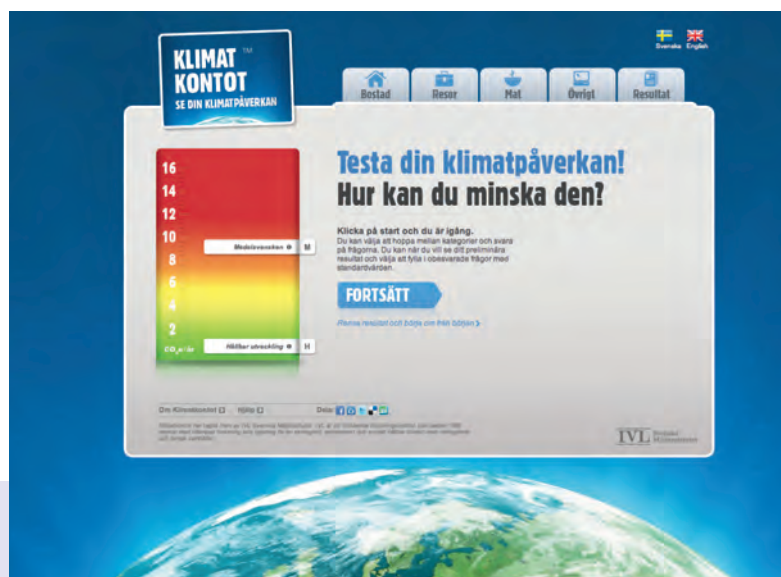 KLIMAT ™
KONTOT
SE DIN KLIMATPÅVERKAN
Svenska English
Bostad Resor Mat Övrigt Resultat
16
14
12
10
8
6
4
2
Medelsvensken M
Hållbar utveckling H
Testa din klimatpåverkan!
Hur kan du minska den?
Klicka på start och du är igång.
Du kan välja att hoppa mellan kategorier och svara
på frågorna. Du kan när du vill se ditt preliminära
resultat och välja att fylla i obesvarade frågor med
standardvärden.
FORTSÄTT
Rensa resultat och börja om från början
Om Klimatkontot Hjälp Dela:
IVL Svenska
Miljöinstitutet